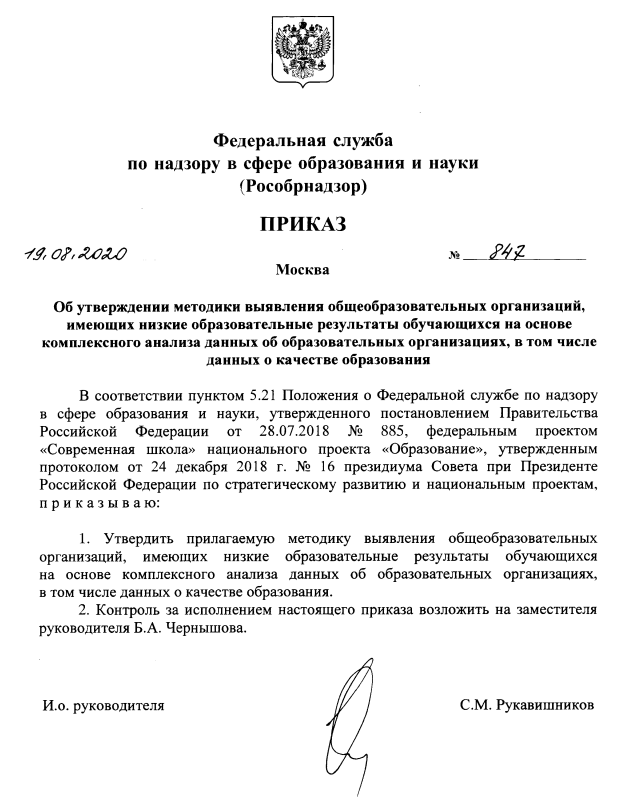 Федеральная служба
по надзору в сфере образования и науки
(Рособрнадзор)
ПРИКАЗ
19.08.2020 № 847
Москва
Об утверждении методики выявления общеобразовательных организаций,
имеющих низкие образовательные результаты обучающихся на основе
комплексного анализа данных об образовательных организациях, в том числе
данных о качестве образования
В соответствии пунктом 5.21 Положения о Федеральной службе по надзору
в сфере образования и науки, утвержденного постановлением Правительства
Российской Федерации от 28.07.2018 № 885, федеральным проектом
«Современная школа» национального проекта «Образование», утвержденным
протоколом от 24 декабря 2018 г. № 16 президиума Совета при Президенте
Российской Федерации по стратегическому развитию и национальным проектам,
п р и к а з ы в а ю:
1. Утвердить прилагаемую методику выявления общеобразовательных
организаций, имеющих низкие образовательные результаты обучающихся
на основе комплексного анализа данных об образовательных организациях,
в том числе данных о качестве образования.
2. Контроль за исполнением настоящего приказа возложить на заместителя
руководителя Б.А. Чернышова.
И.о. руководителя С.М. Рукавишников